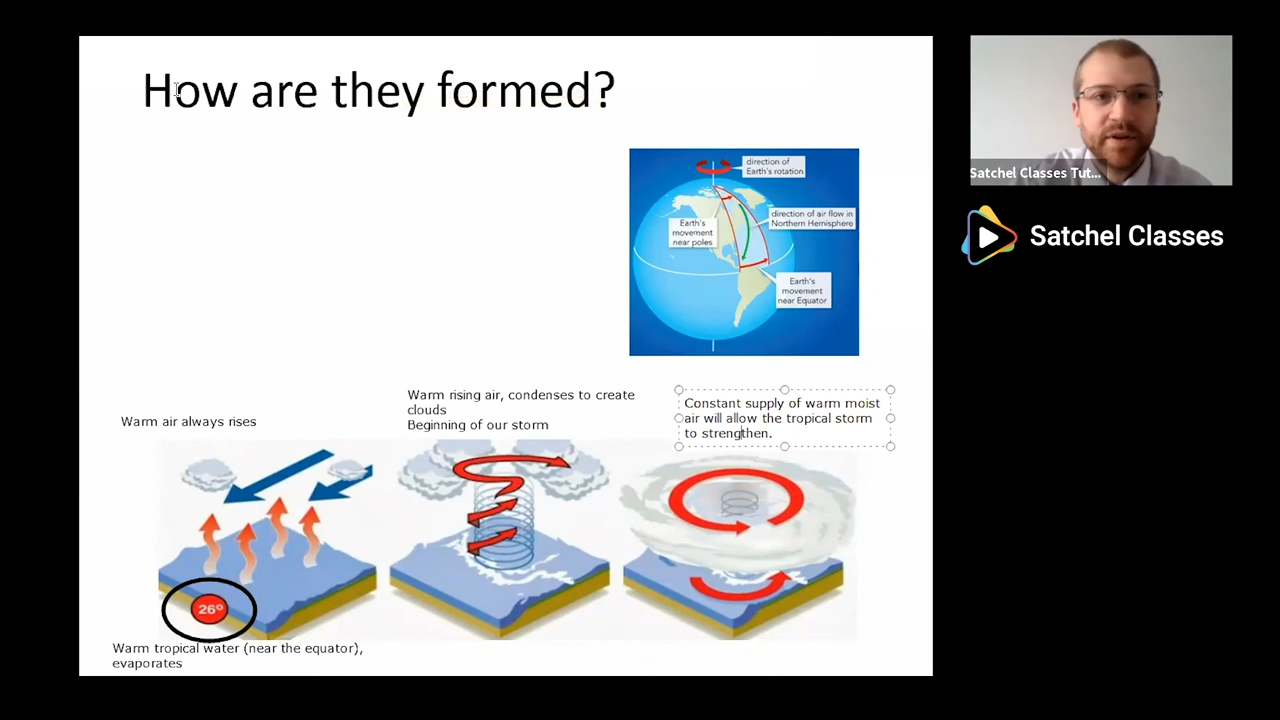 How are they formed?
direction of
Earth's rotation
Earth's
movement
near poles
direction of air flow in
Northern Hemisphere
Earth's
movement
near Equator
Satchel Classes Tut...
Satchel Classes
Warm air always rises
Warm rising air, condenses to create
clouds
Beginning of our storm
Constant supply of warm moist
air will allow the tropical storm
to strengthen.
26°
Warm tropical water (near the equator),
evaporates